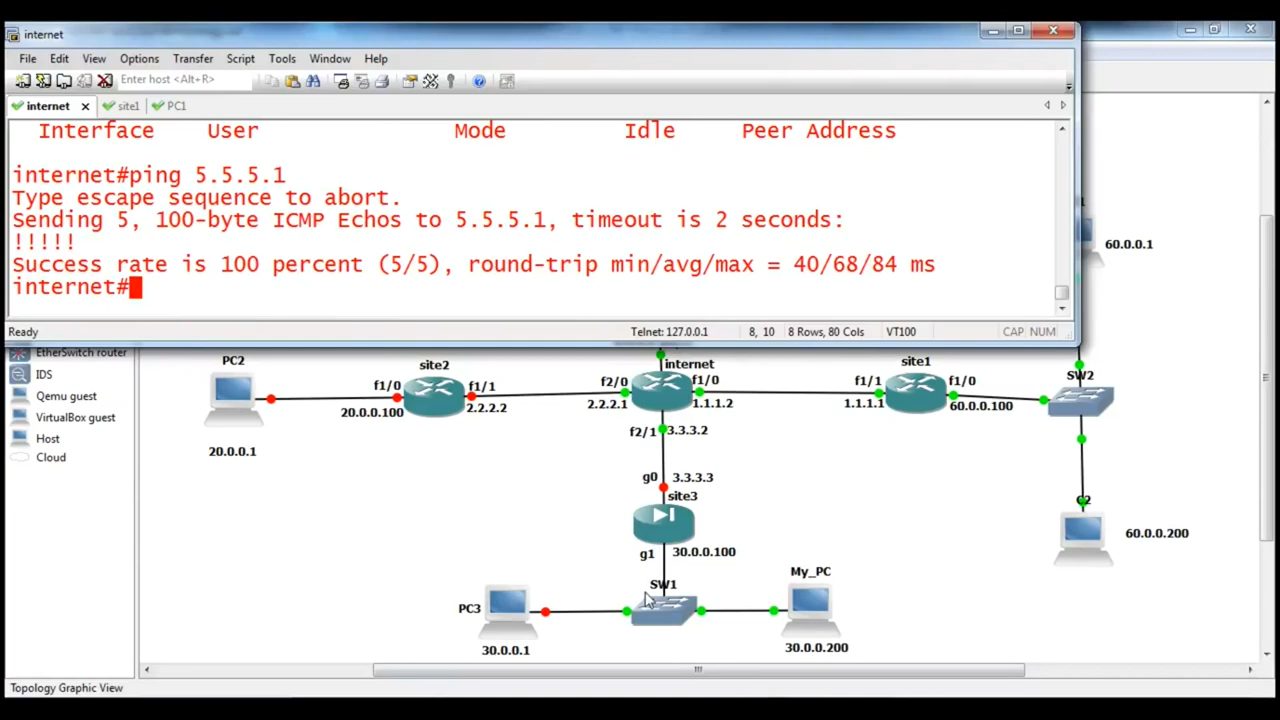 internet
File Edit View Options Transfer Script Tools Window Help
Enter host <Alt+R>
internet site1 PC1
Interface User Mode Idle Peer Address
internet#ping 5.5.5.1
Type escape sequence to abort.
Sending 5, 100-byte ICMP Echos to 5.5.5.1, timeout is 2 seconds:
!!!!!
Success rate is 100 percent (5/5), round-trip min/avg/max = 40/68/84 ms
internet#
Ready Telnet: 127.0.0.1 8, 10 8 Rows, 80 Cols VT100 CAP NUM
60.0.0.1
EtherSwitch router
IDS
Qemu guest
VirtualBox guest
Host
Cloud
PC2
20.0.0.1
site2
f1/0
f1/1
20.0.0.100
2.2.2.2
internet
f2/0
f1/0
2.2.2.1
1.1.1.2
f2/1
3.3.3.2
site1
f1/1
f1/0
1.1.1.1
60.0.0.100
SW2
C2
60.0.0.200
g0
3.3.3.3
site3
g1
30.0.0.100
SW1
PC3
30.0.0.1
My_PC
30.0.0.200
Topology Graphic View